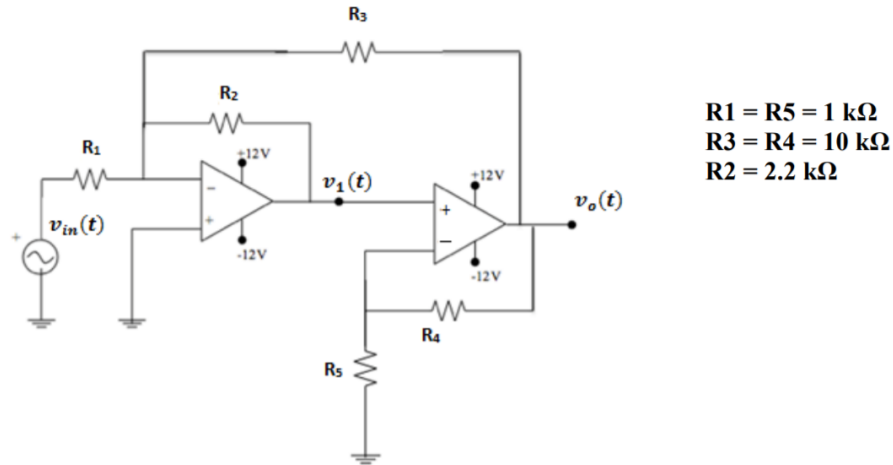 R₃
R₂
R₁
+12V
-
v₁(t)
+12V
vₒ(t)
vᵢₙ(t)
+
+
+
-
-12V
-12V
R₄
R₅
R1 = R5 = 1 kΩ
R3 = R4 = 10 kΩ
R2 = 2.2 kΩ